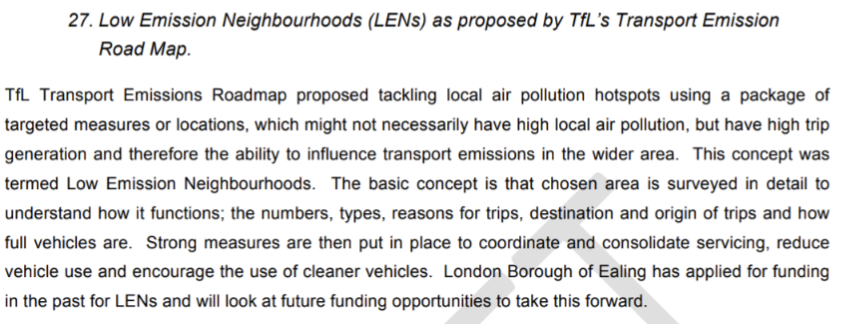 27. Low Emission Neighbourhoods (LENs) as proposed by TfL's Transport Emission
Road Map.
TfL Transport Emissions Roadmap proposed tackling local air pollution hotspots using a package of
targeted measures or locations, which might not necessarily have high local air pollution, but have high trip
generation and therefore the ability to influence transport emissions in the wider area.  This concept was
termed Low Emission Neighbourhoods.  The basic concept is that chosen area is surveyed in detail to
understand how it functions; the numbers, types, reasons for trips, destination and origin of trips and how
full vehicles are.  Strong measures are then put in place to coordinate and consolidate servicing, reduce
vehicle use and encourage the use of cleaner vehicles.  London Borough of Ealing has applied for funding
in the past for LENs and will look at future funding opportunities to take this forward.